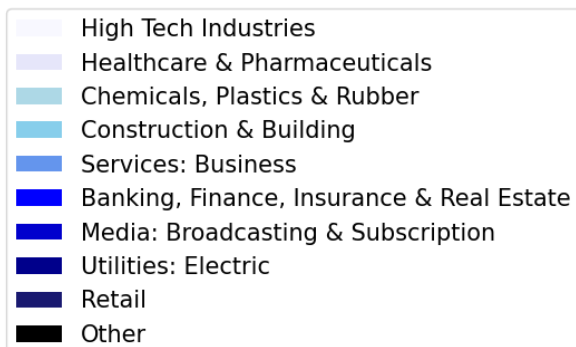 High Tech Industries
Healthcare & Pharmaceuticals
Chemicals, Plastics & Rubber
Construction & Building
Services: Business
Banking, Finance, Insurance & Real Estate
Media: Broadcasting & Subscription
Utilities: Electric
Retail
Other